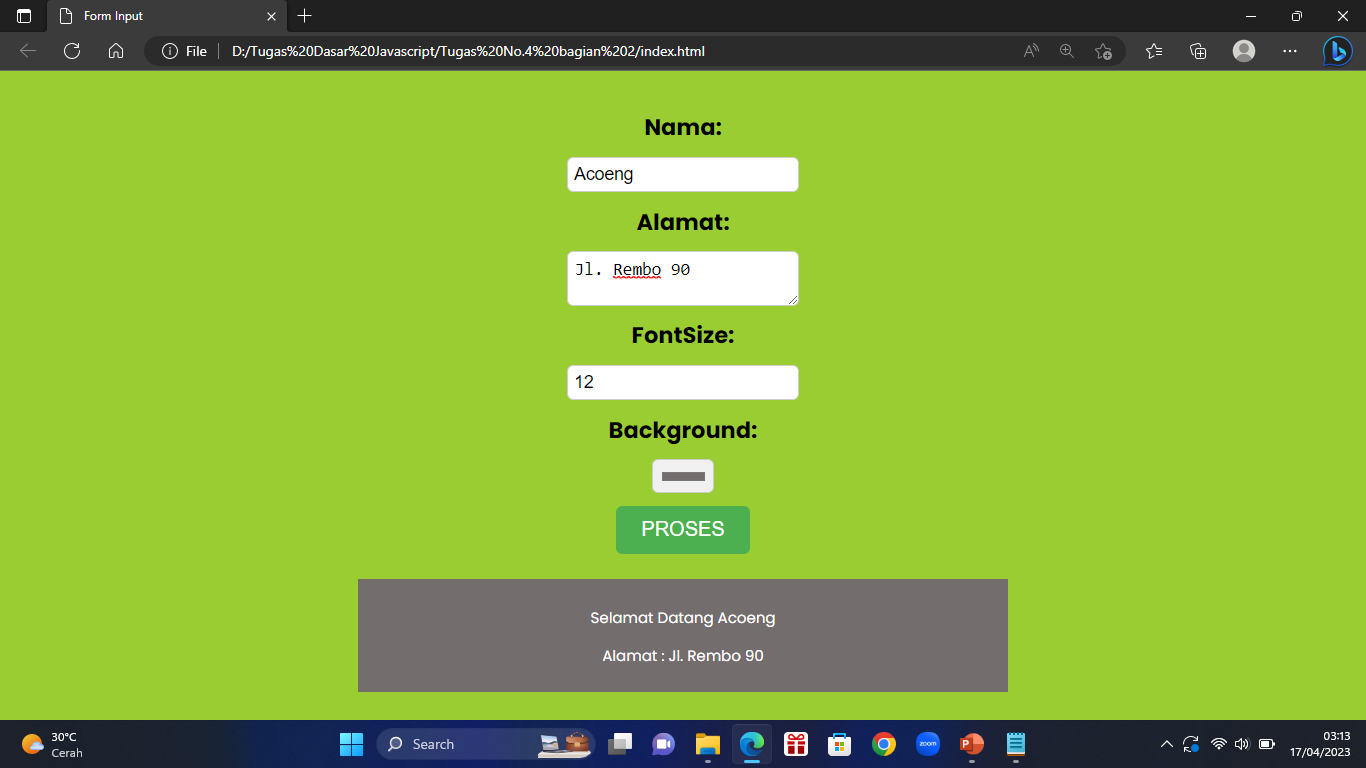 Form Input
File
D:/Tugas%20Dasar%20Javascript/Tugas%20No.4%20bagian%202/index.html
Nama:
Acoeng
Alamat:
Jl. Rembo 90
FontSize:
12
Background:
PROSES
Selamat Datang Acoeng
Alamat : Jl. Rembo 90
30°C
Cerah
Search
zoom
03:13
17/04/2023